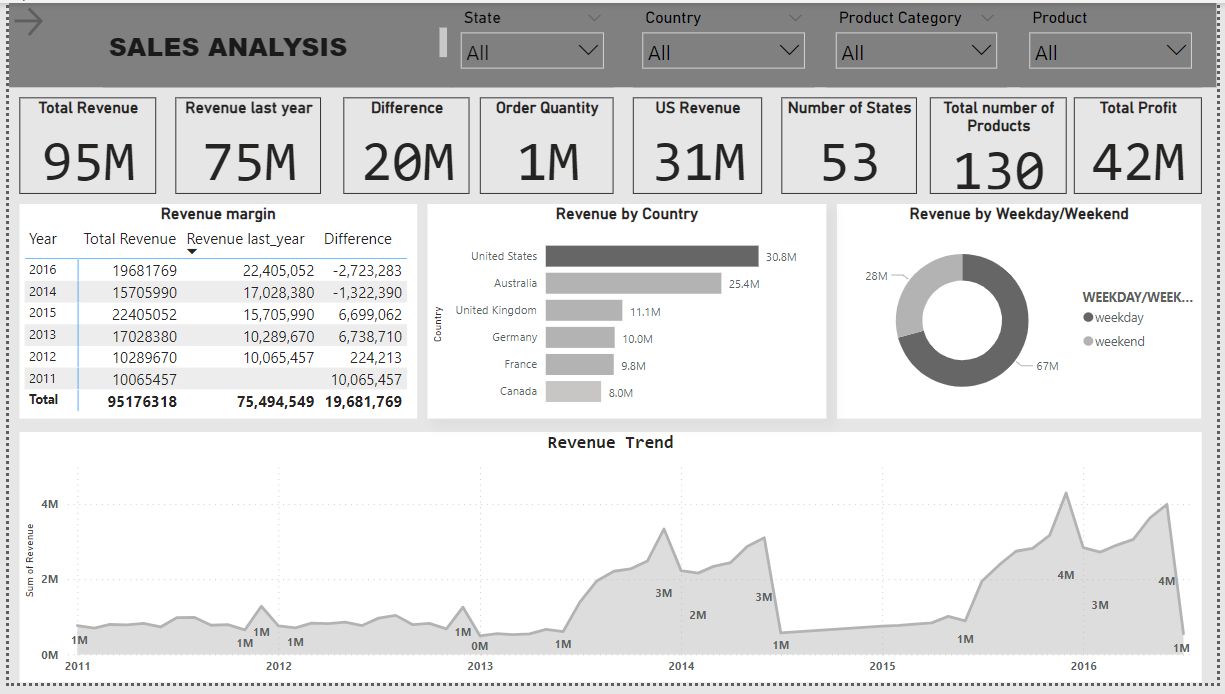 State
Country
Product Category
Product
SALES ANALYSIS
All
All
All
All
Total Revenue
95M
Revenue last year
75M
Difference
20M
Order Quantity
1M
US Revenue
31M
Number of States
53
Total number of
Products
130
Total Profit
42M
Revenue margin
Year Total Revenue Revenue last_year Difference
2016 19681769 22,405,052 -2,723,283
2014 15705990 17,028,380 -1,322,390
2015 22405052 15,705,990 6,699,062
2013 17028380 10,289,670 6,738,710
2012 10289670 10,065,457 224,213
2011 10065457 10,065,457
Total 95176318 75,494,549 19,681,769
Revenue by Country
Country
United States 30.8M
Australia 25.4M
United Kingdom 11.1M
Germany 10.0M
France 9.8M
Canada 8.0M
Revenue by Weekday/Weekend
28M
67M
WEEKDAY/WEEK...
weekday
weekend
Revenue Trend
Sum of Revenue
4M
2M
0M
1M
1M
1M
1M
1M
0M
1M
3M
2M
3M
1M
1M
4M
3M
4M
1M
2011 2012 2013 2014 2015 2016